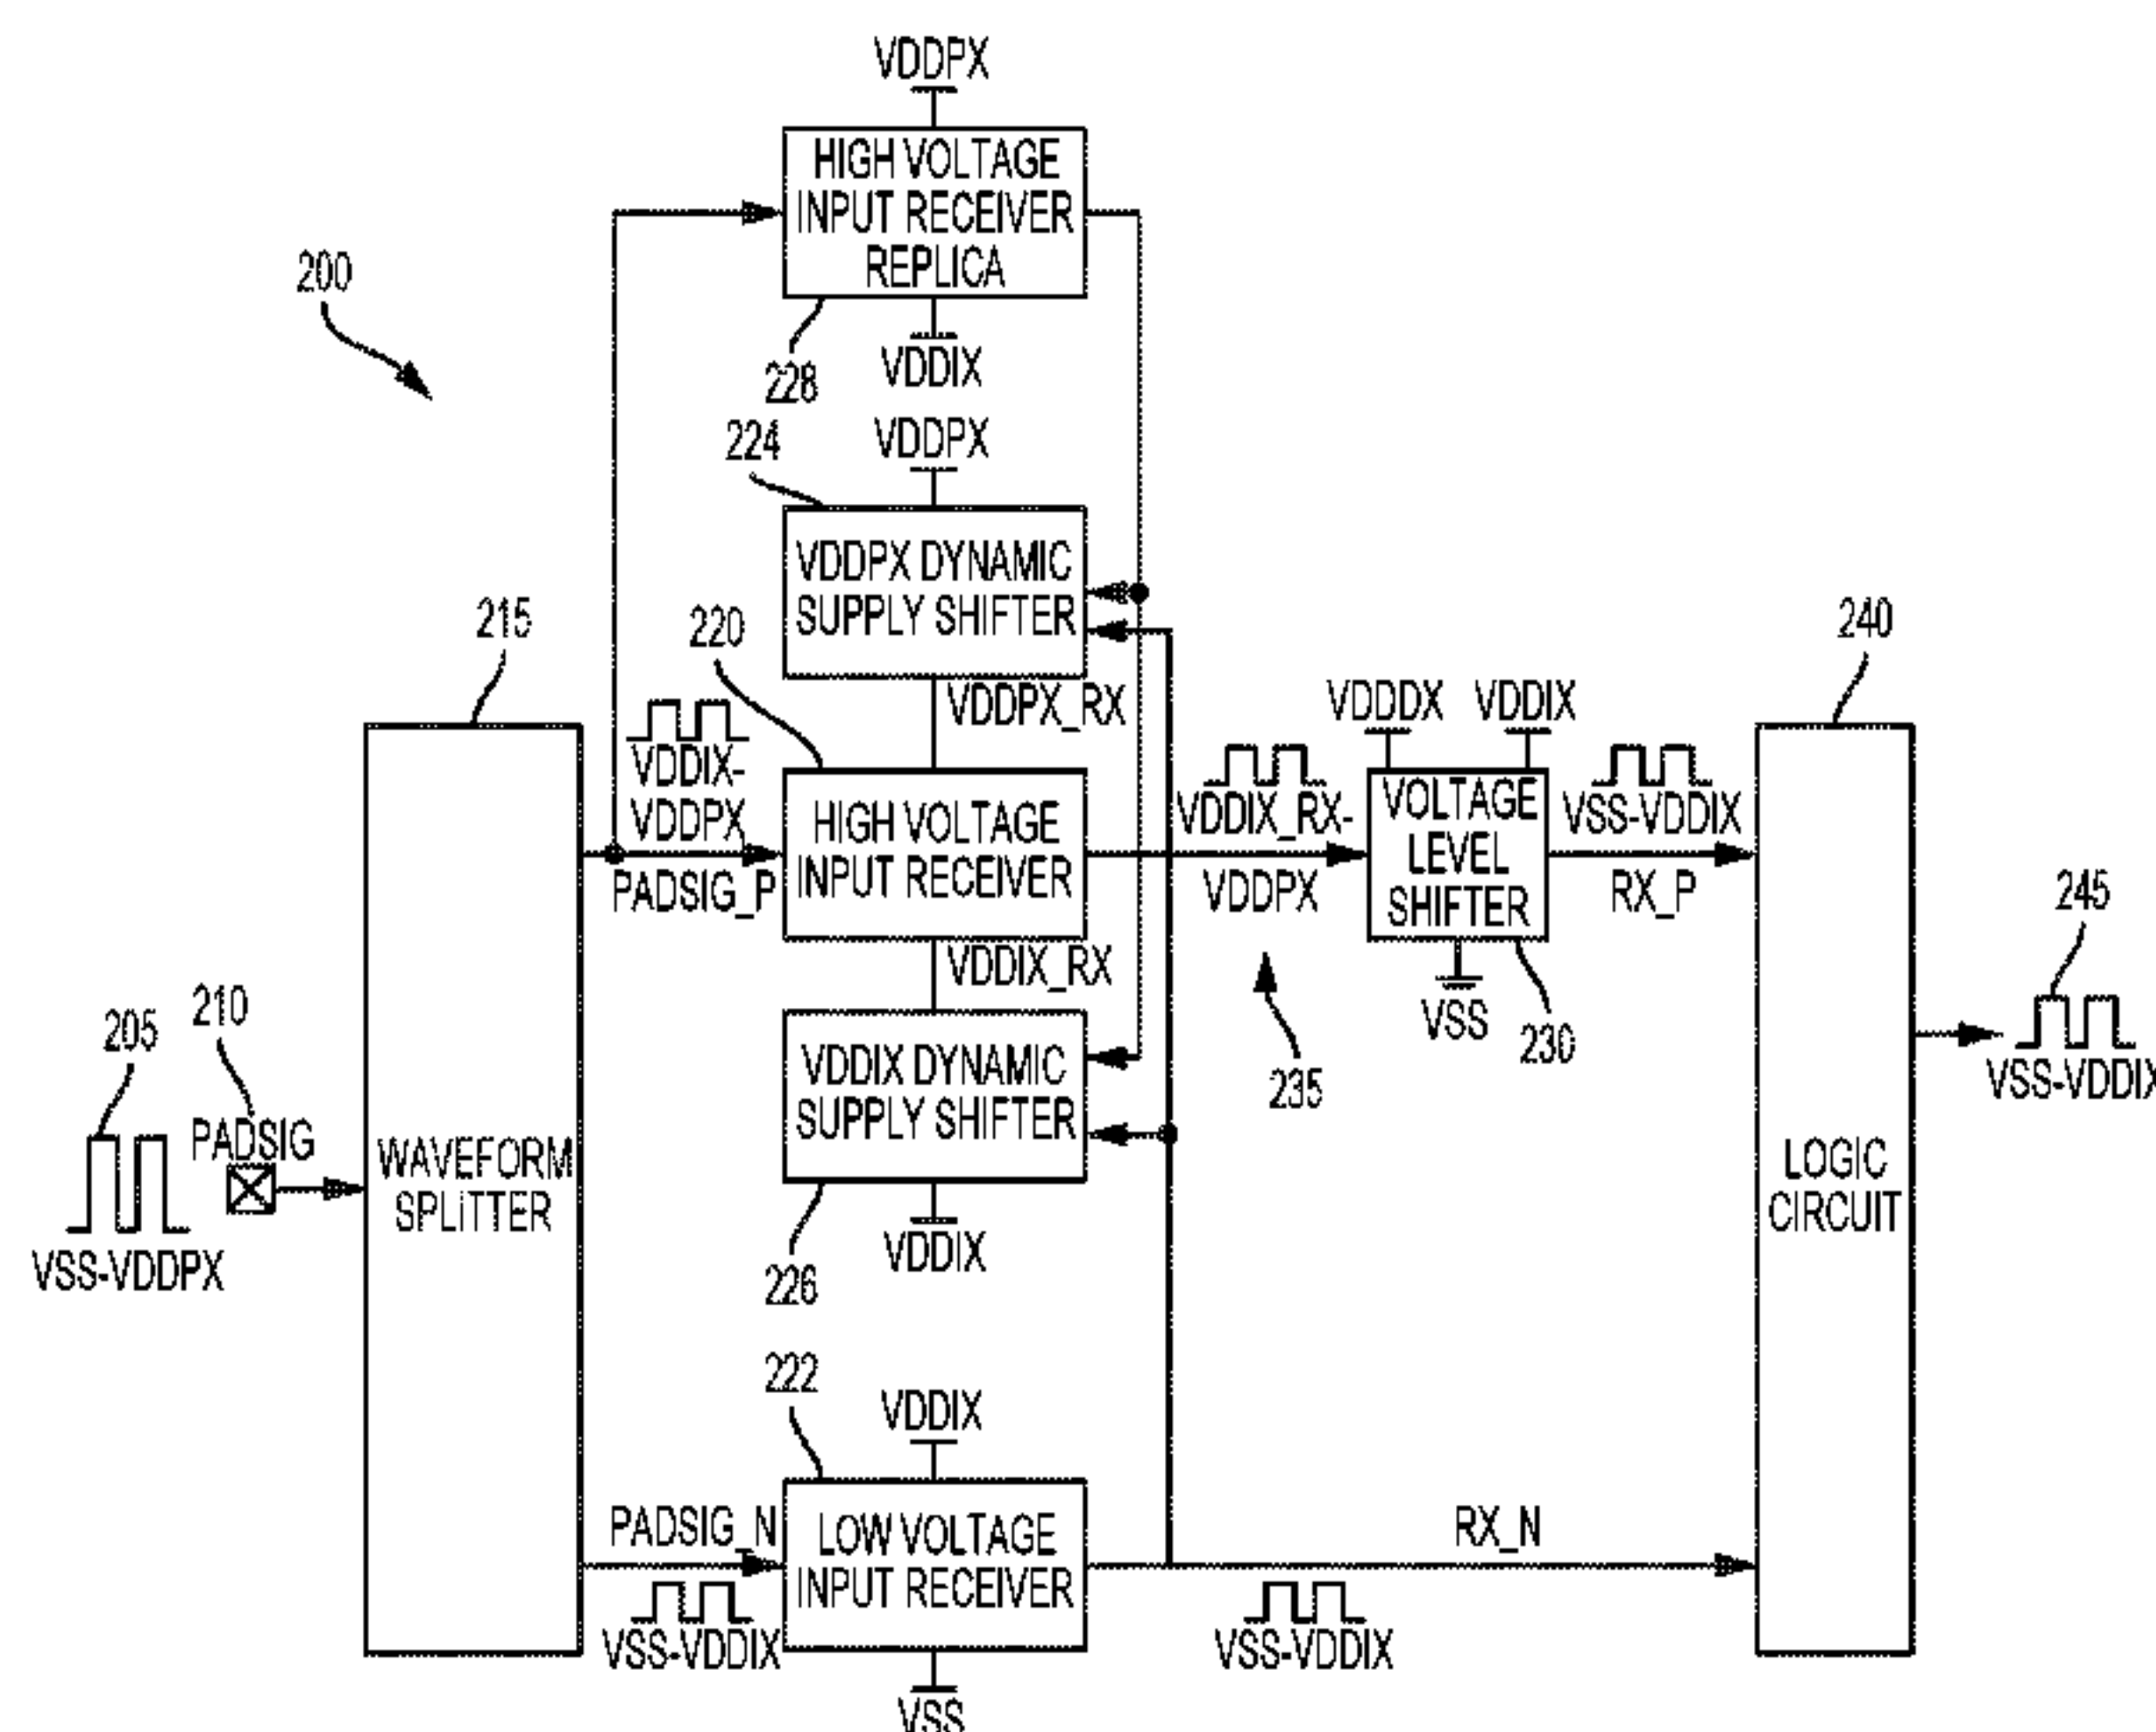 VDDPX
HIGH VOLTAGE
INPUT RECEIVER
REPLICA
200
228
VDDIX
224
VDDPX
VDDPX DYNAMIC
SUPPLY SHIFTER
215
220
VDDPX_RX
VDDIX-
VDDPX
PADSIG_P
HIGH VOLTAGE
INPUT RECEIVER
VDDIX_RX-
VDDPX
VDDDX
VDDIX
VOLTAGE
LEVEL
SHIFTER
VSS
230
VSS-VDDIX
RX_P
240
235
VDDIX_RX
VDDIX DYNAMIC
SUPPLY SHIFTER
226
VDDIX
205
210
PADSIG
VSS-VDDPX
WAVEFORM
SPLITTER
LOGIC
CIRCUIT
245
VSS-VDDIX
222
VDDIX
PADSIG_N
VSS-VDDIX
LOW VOLTAGE
INPUT RECEIVER
VSS
RX_N
VSS-VDDIX